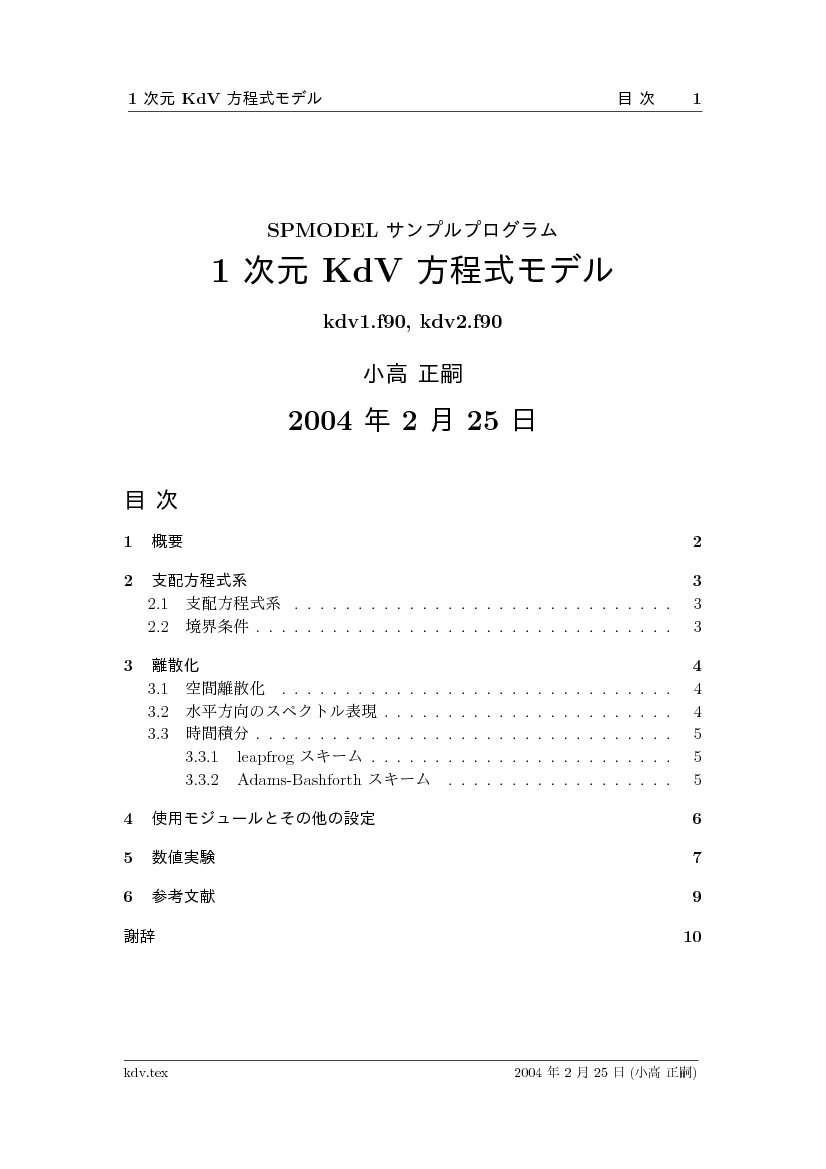 1 次元 KdV 方程式モデル 目 次 1
SPMODEL サンプルプログラム
1 次元 KdV 方程式モデル
kdv1.f90, kdv2.f90
小高 正嗣
2004 年 2 月 25 日
目 次
1 概要 2
2 支配方程式系 3
2.1 支配方程式系 . . . . . . . . . . . . . . . . . . . . . . . . . . . . . . 3
2.2 境界条件 . . . . . . . . . . . . . . . . . . . . . . . . . . . . . . . . . 3
3 離散化 4
3.1 空間離散化 . . . . . . . . . . . . . . . . . . . . . . . . . . . . . . . 4
3.2 水平方向のスペクトル表現 . . . . . . . . . . . . . . . . . . . . . . . 4
3.3 時間積分 . . . . . . . . . . . . . . . . . . . . . . . . . . . . . . . . . 5
3.3.1 leapfrog スキーム . . . . . . . . . . . . . . . . . . . . . . . . 5
3.3.2 Adams-Bashforth スキーム . . . . . . . . . . . . . . . . . . 5
4 使用モジュールとその他の設定 6
5 数値実験 7
6 参考文献 9
謝辞 10
kdv.tex 2004 年 2 月 25 日 (小高 正嗣)